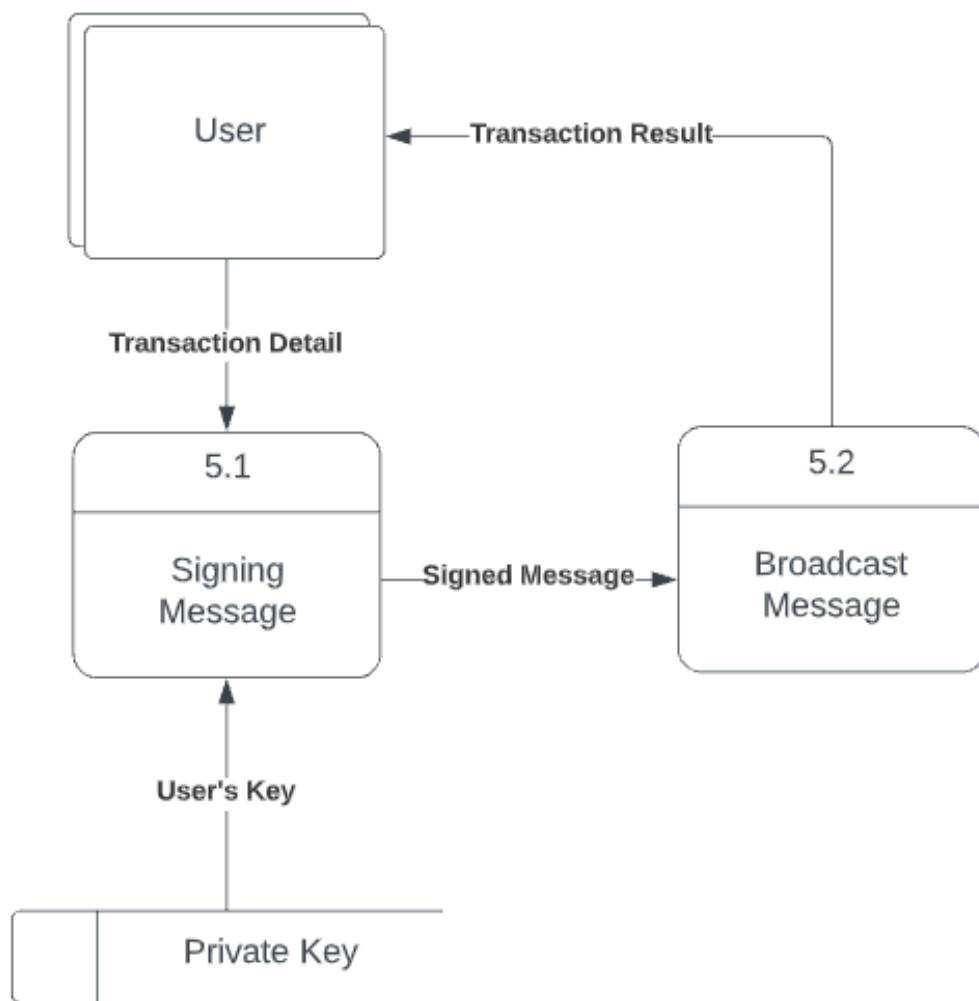 User
Transaction Result
Transaction Detail
5.1
Signing
Message
Signed Message
5.2
Broadcast
Message
User's Key
Private Key